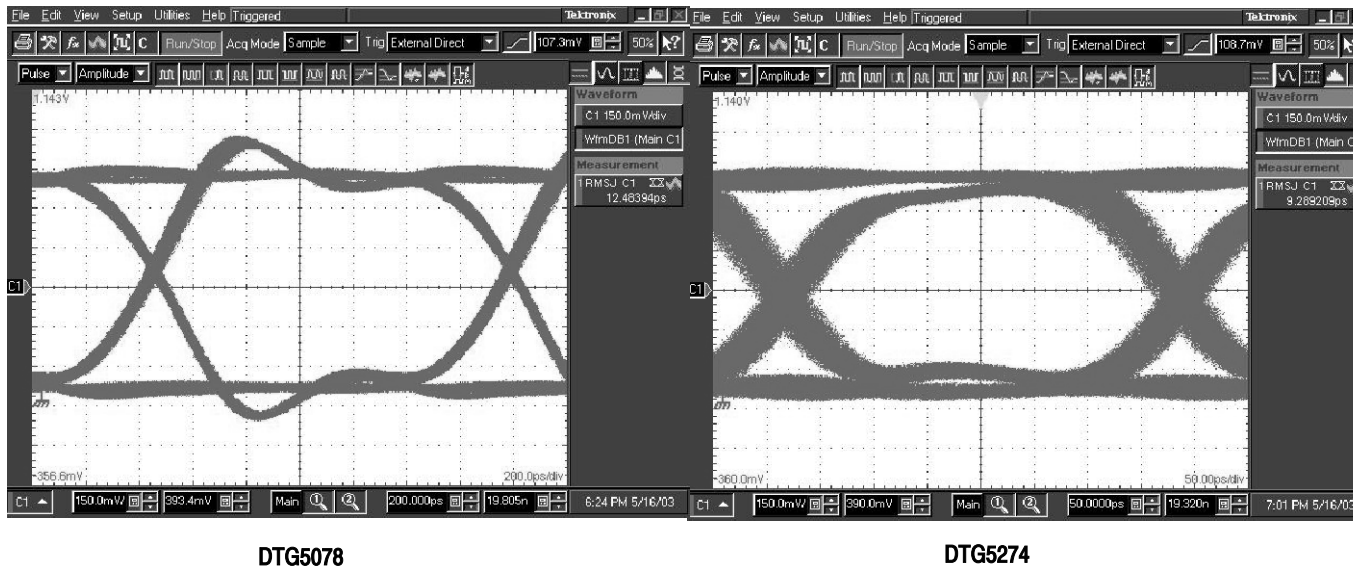 File Edit View Setup Utilities Help Triggered Tektronix
Run/Stop Acq Mode Sample Trig External Direct 107.3mV 50%
Pulse Amplitude
1.143V
Waveform
C1 150.0mV/div
WfmDB1 (Main C1
Measurement
1 RMSJ C1
12.48394ps
C1
-356.6mV 200.0ps/div
C1 150.0mV/ 393.4mV Main 200.000ps 19.805n 6:24 PM 5/16/03
DTG5078
File Edit View Setup Utilities Help Triggered Tektronix
Run/Stop Acq Mode Sample Trig External Direct 108.7mV 50%
Pulse Amplitude
1.140V
Waveform
C1 150.0mV/div
WfmDB1 (Main C
Measurement
1 RMSJ C1
9.289209ps
C1
-360.0mV 50.00ps/div
C1 150.0mV/ 390.0mV Main 50.0000ps 19.320n 7:01 PM 5/16/03
DTG5274